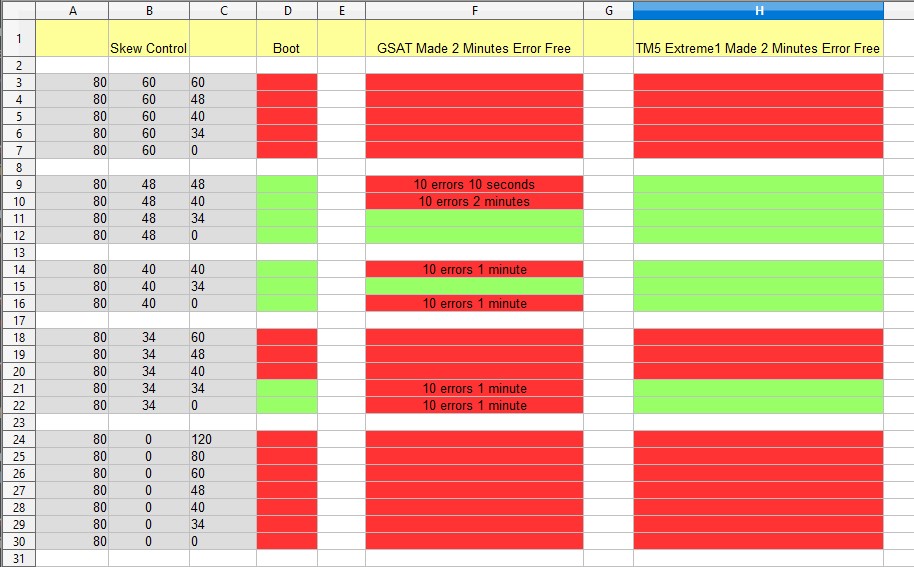 A B C D E F G H
1 Skew Control Boot GSAT Made 2 Minutes Error Free TM5 Extreme1 Made 2 Minutes Error Free
2
3 80 60 60
4 80 60 48
5 80 60 40
6 80 60 34
7 80 60 0
8
9 80 48 48 10 errors 10 seconds
10 80 48 40 10 errors 2 minutes
11 80 48 34
12 80 48 0
13
14 80 40 40 10 errors 1 minute
15 80 40 34
16 80 40 0 10 errors 1 minute
17
18 80 34 60
19 80 34 48
20 80 34 40
21 80 34 34 10 errors 1 minute
22 80 34 0 10 errors 1 minute
23
24 80 0 120
25 80 0 80
26 80 0 60
27 80 0 48
28 80 0 40
29 80 0 34
30 80 0 0
31